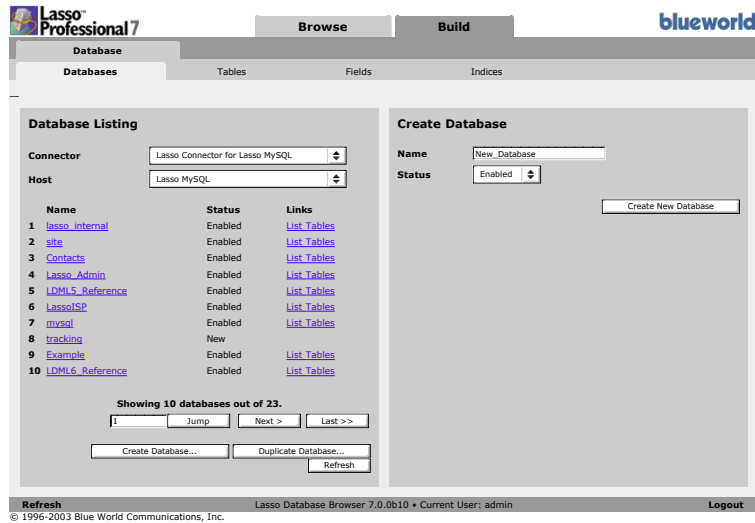 Lasso™
Professional 7
Browse
Build
blueworld
Database
Databases
Tables
Fields
Indices
Database Listing
Connector
Lasso Connector for Lasso MySQL
Host
Lasso MySQL
Name Status Links
1 lasso_internal Enabled List Tables
2 site Enabled List Tables
3 Contacts Enabled List Tables
4 Lasso_Admin Enabled List Tables
5 LDML5_Reference Enabled List Tables
6 LassoISP Enabled List Tables
7 mysql Enabled List Tables
8 tracking New
9 Example Enabled List Tables
10 LDML6_Reference Enabled List Tables
Showing 10 databases out of 23.
1 Jump Next > Last >>
Create Database... Duplicate Database...
Refresh
Create Database
Name New_Database
Status Enabled
Create New Database
Refresh Lasso Database Browser 7.0.0b10 • Current User: admin Logout
© 1996-2003 Blue World Communications, Inc.